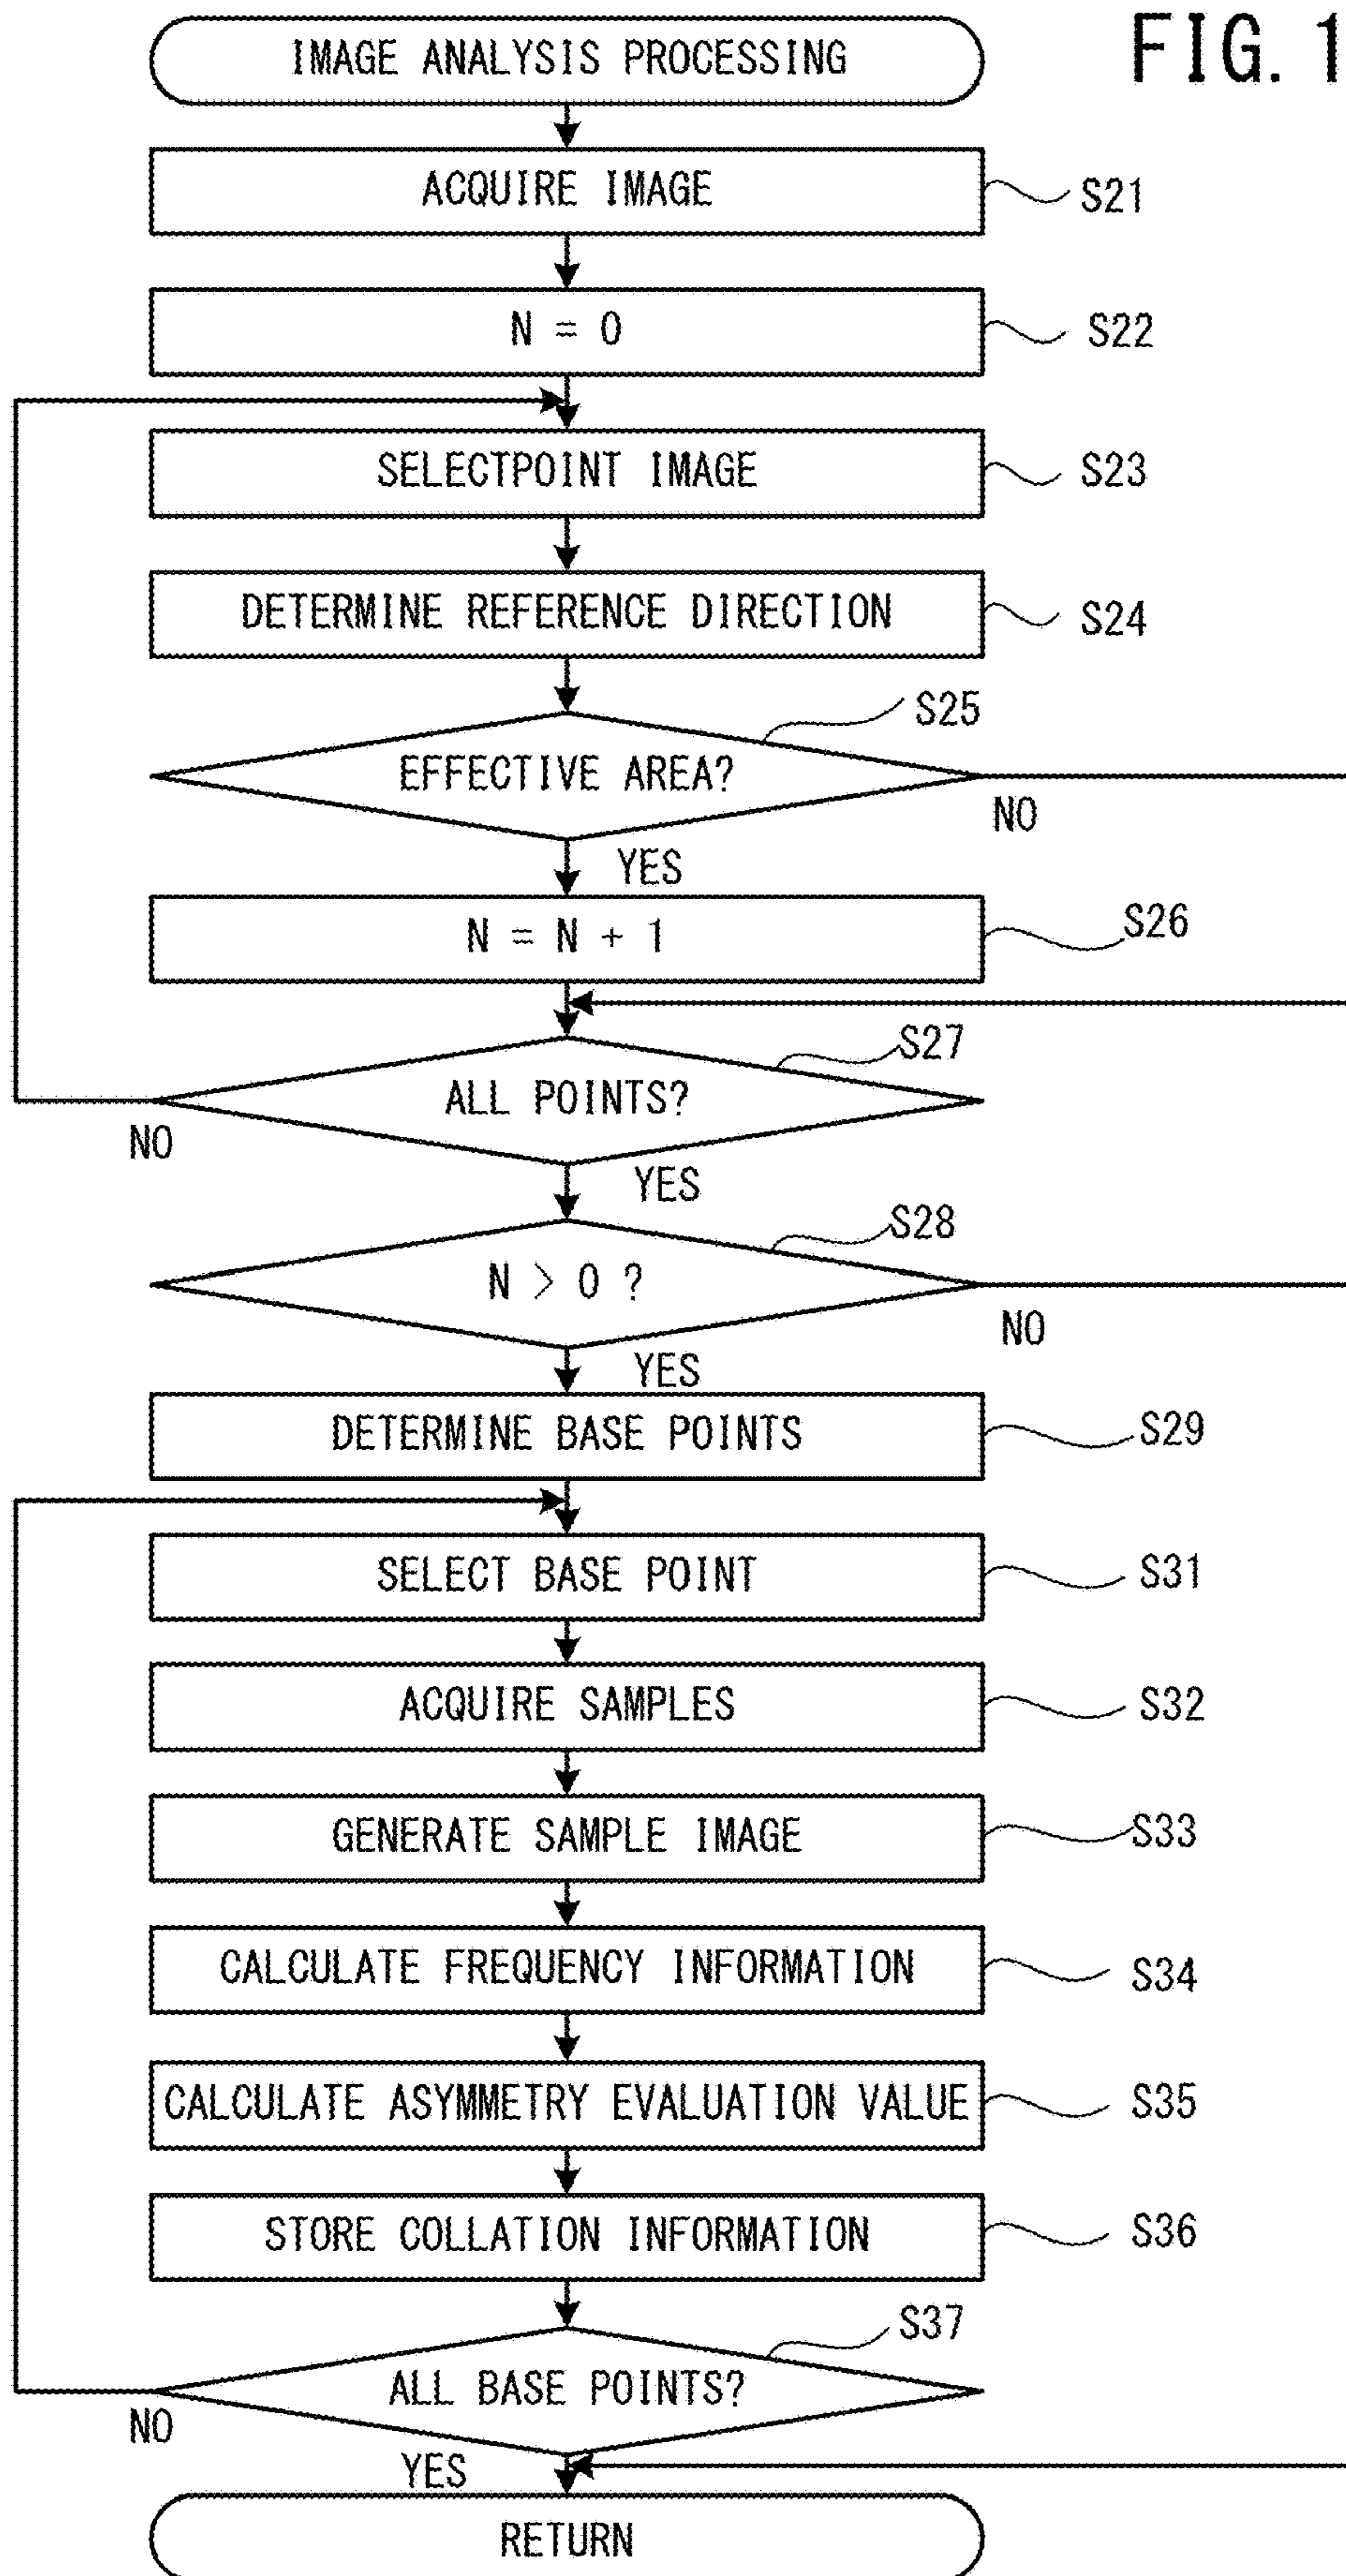 FIG. 1
IMAGE ANALYSIS PROCESSING
ACQUIRE IMAGE
S21
N = 0
S22
SELECTPOINT IMAGE
S23
DETERMINE REFERENCE DIRECTION
S24
S25
EFFECTIVE AREA?
NO
YES
N = N + 1
S26
S27
ALL POINTS?
NO
YES
S28
N > 0 ?
NO
YES
DETERMINE BASE POINTS
S29
SELECT BASE POINT
S31
ACQUIRE SAMPLES
S32
GENERATE SAMPLE IMAGE
S33
CALCULATE FREQUENCY INFORMATION
S34
CALCULATE ASYMMETRY EVALUATION VALUE
S35
STORE COLLATION INFORMATION
S36
S37
ALL BASE POINTS?
NO
YES
RETURN